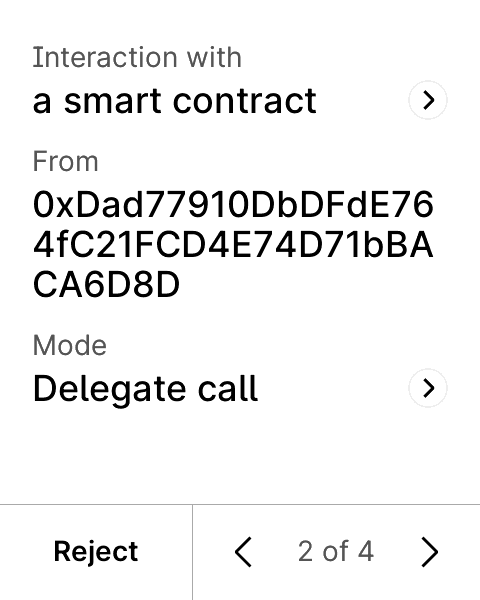 Interaction with
a smart contract
From
0xDad77910DbDFdE76
4fC21FCD4E74D71bBA
CA6D8D
Mode
Delegate call
Reject
2 of 4